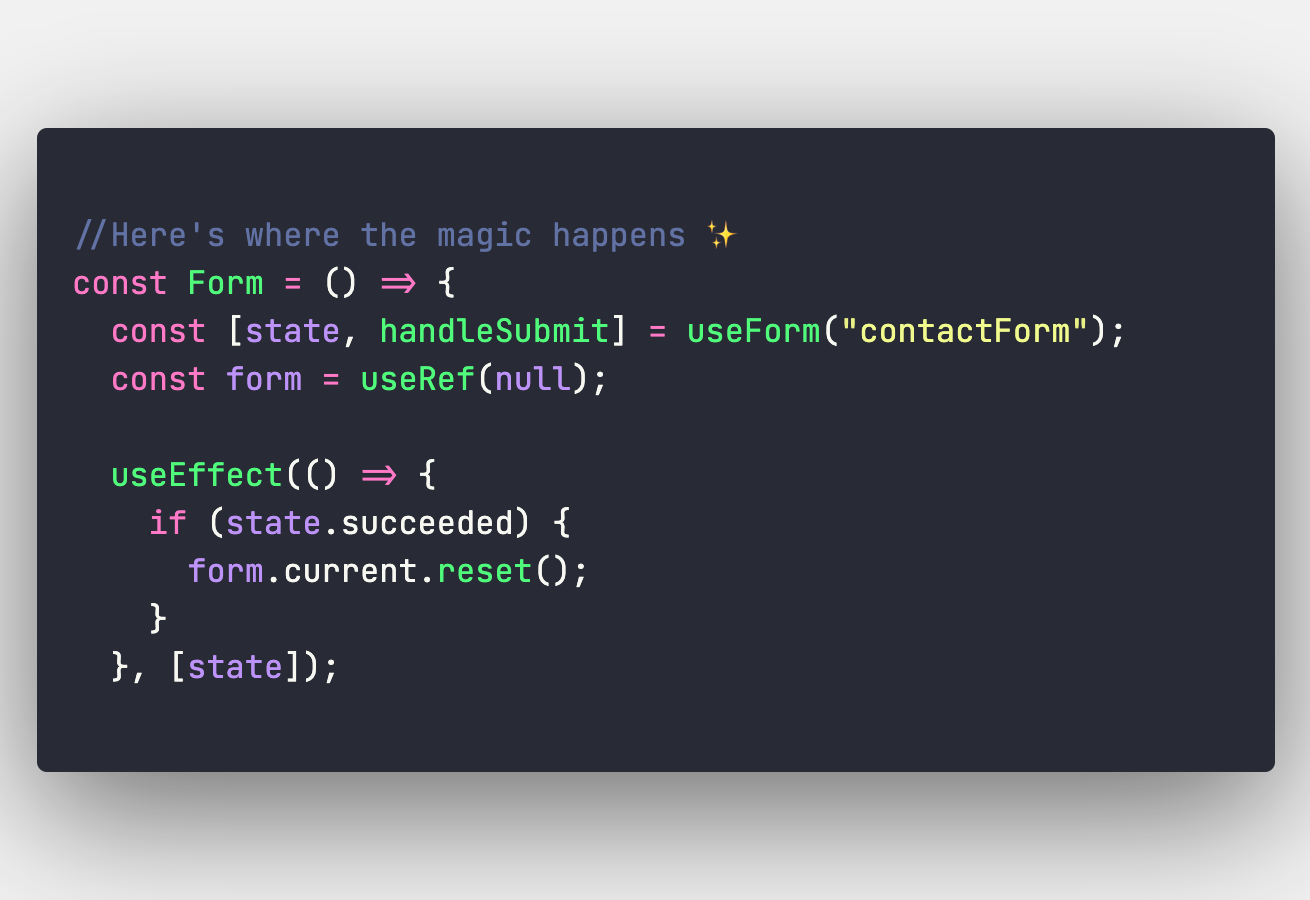 //Here's where the magic happens ✨
const Form = () => {
  const [state, handleSubmit] = useForm("contactForm");
  const form = useRef(null);

  useEffect(() => {
    if (state.succeeded) {
      form.current.reset();
    }
  }, [state]);